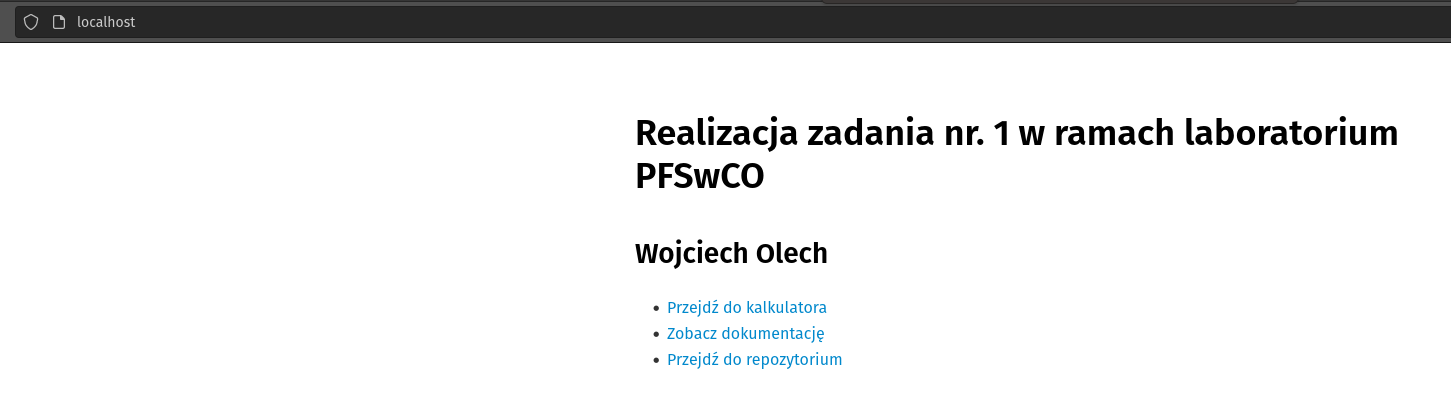 localhost
Realizacja zadania nr. 1 w ramach laboratorium
PFSwCO
Wojciech Olech
Przejdź do kalkulatora
Zobacz dokumentację
Przejdź do repozytorium